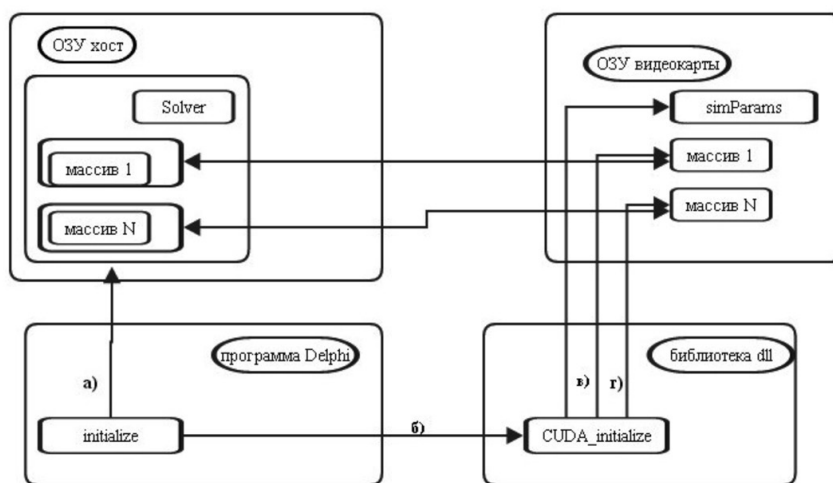 ОЗУ хост
ОЗУ видеокарты
Solver
simParams
массив 1
массив 1
массив N
массив N
программа Delphi
библиотека dll
а)
в)
г)
initialize
б)
CUDA_initialize